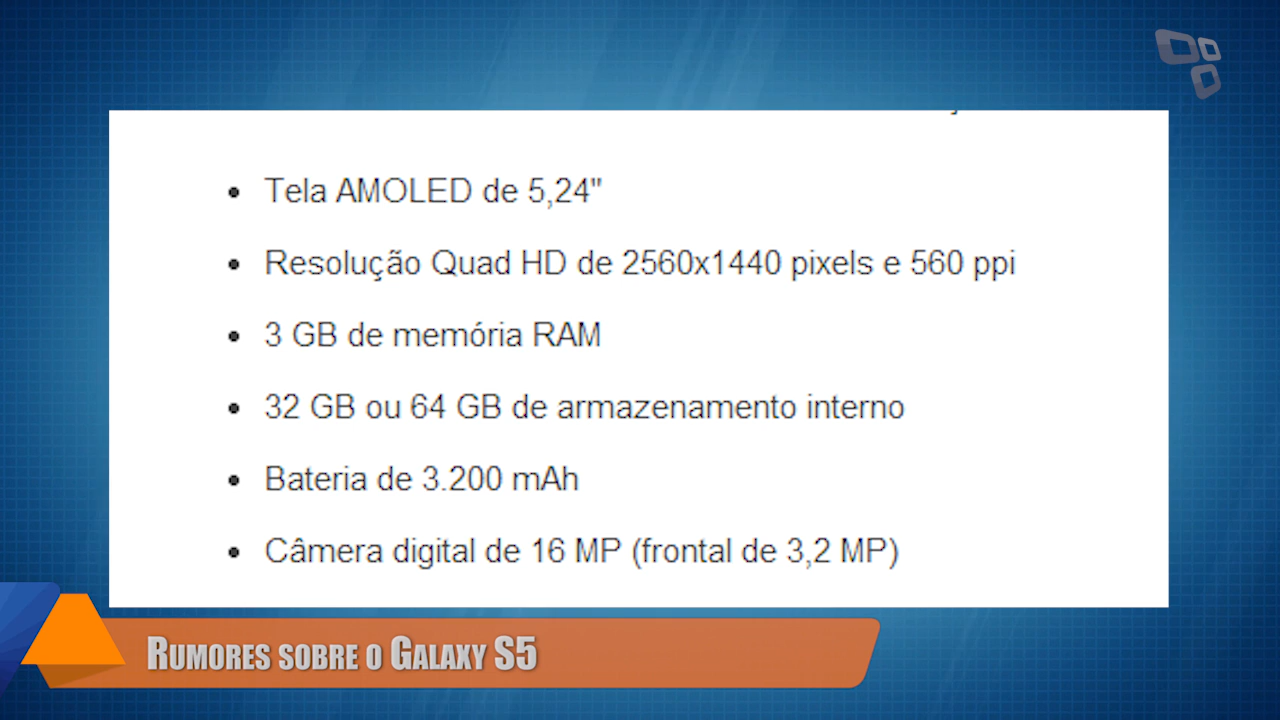 Tela AMOLED de 5,24"
Resolução Quad HD de 2560x1440 pixels e 560 ppi
3 GB de memória RAM
32 GB ou 64 GB de armazenamento interno
Bateria de 3.200 mAh
Câmera digital de 16 MP (frontal de 3,2 MP)
RUMORES SOBRE O GALAXY S5